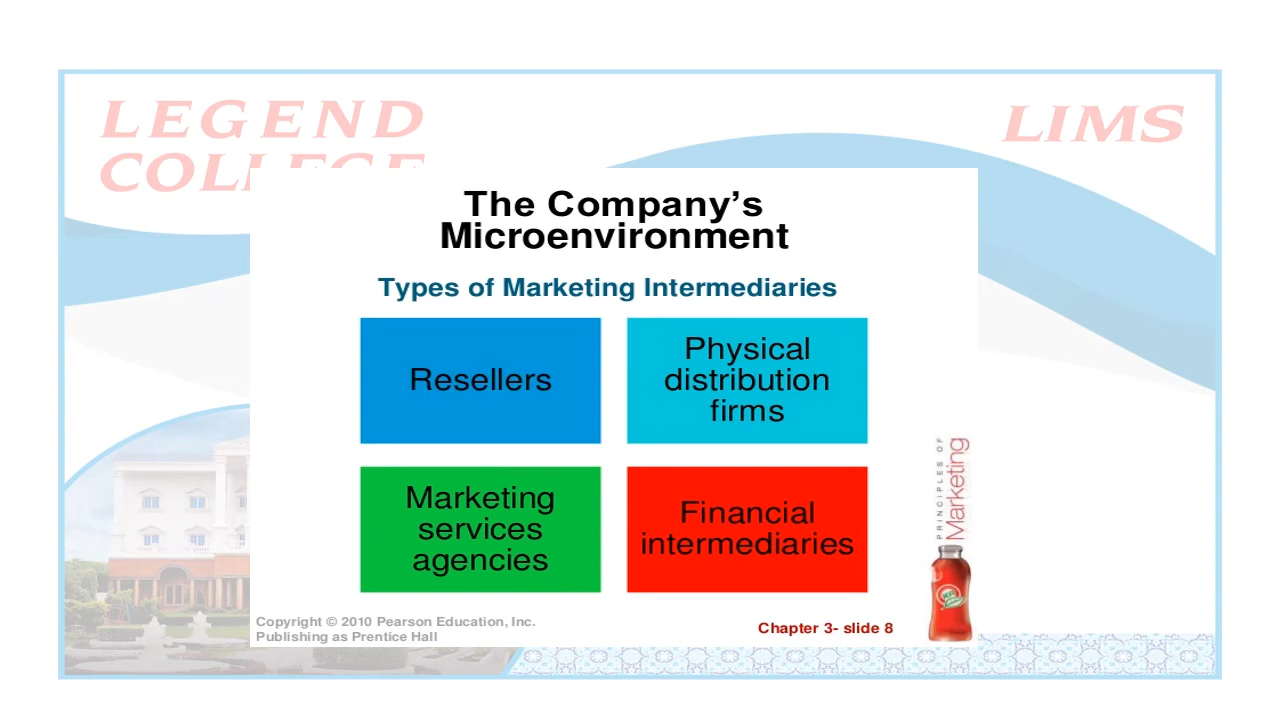 LEGEND
LIMS
COLLEGE
The Company’s
Microenvironment
Types of Marketing Intermediaries
Resellers
Physical
distribution
firms
Marketing
services
agencies
Financial
intermediaries
PRINCIPLES OF
Marketing
Copyright © 2010 Pearson Education, Inc.
Publishing as Prentice Hall
Chapter 3- slide 8